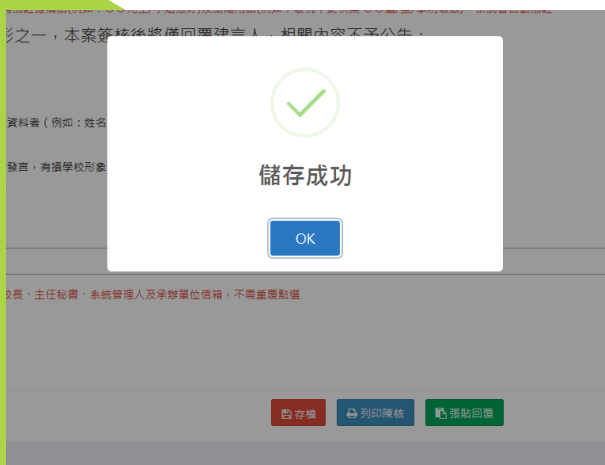 形之一，本案簽核後將僅回覆建言人，相關內容不予公告：
資料者（例如：姓名
發言，有損學校形象
儲存成功
OK
校長、主任秘書、系統管理人及承辦單位信箱，不需重覆點選
存檔
列印陳核
張貼回覆